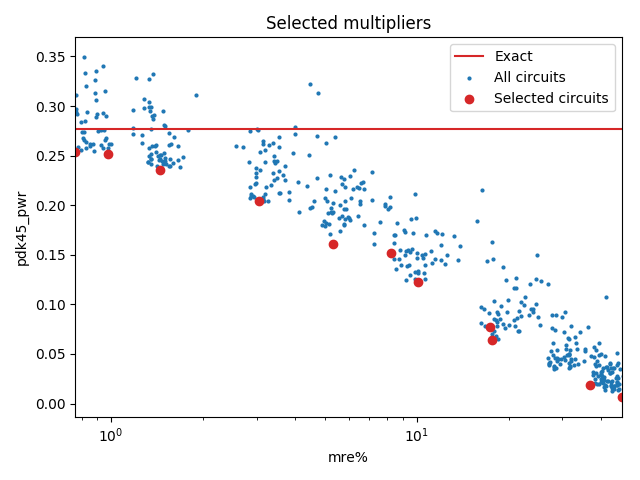 Selected multipliers
pdk45_pwr
0.35
0.30
0.25
0.20
0.15
0.10
0.05
0.00
Exact
All circuits
Selected circuits
10⁰
10¹
mre%